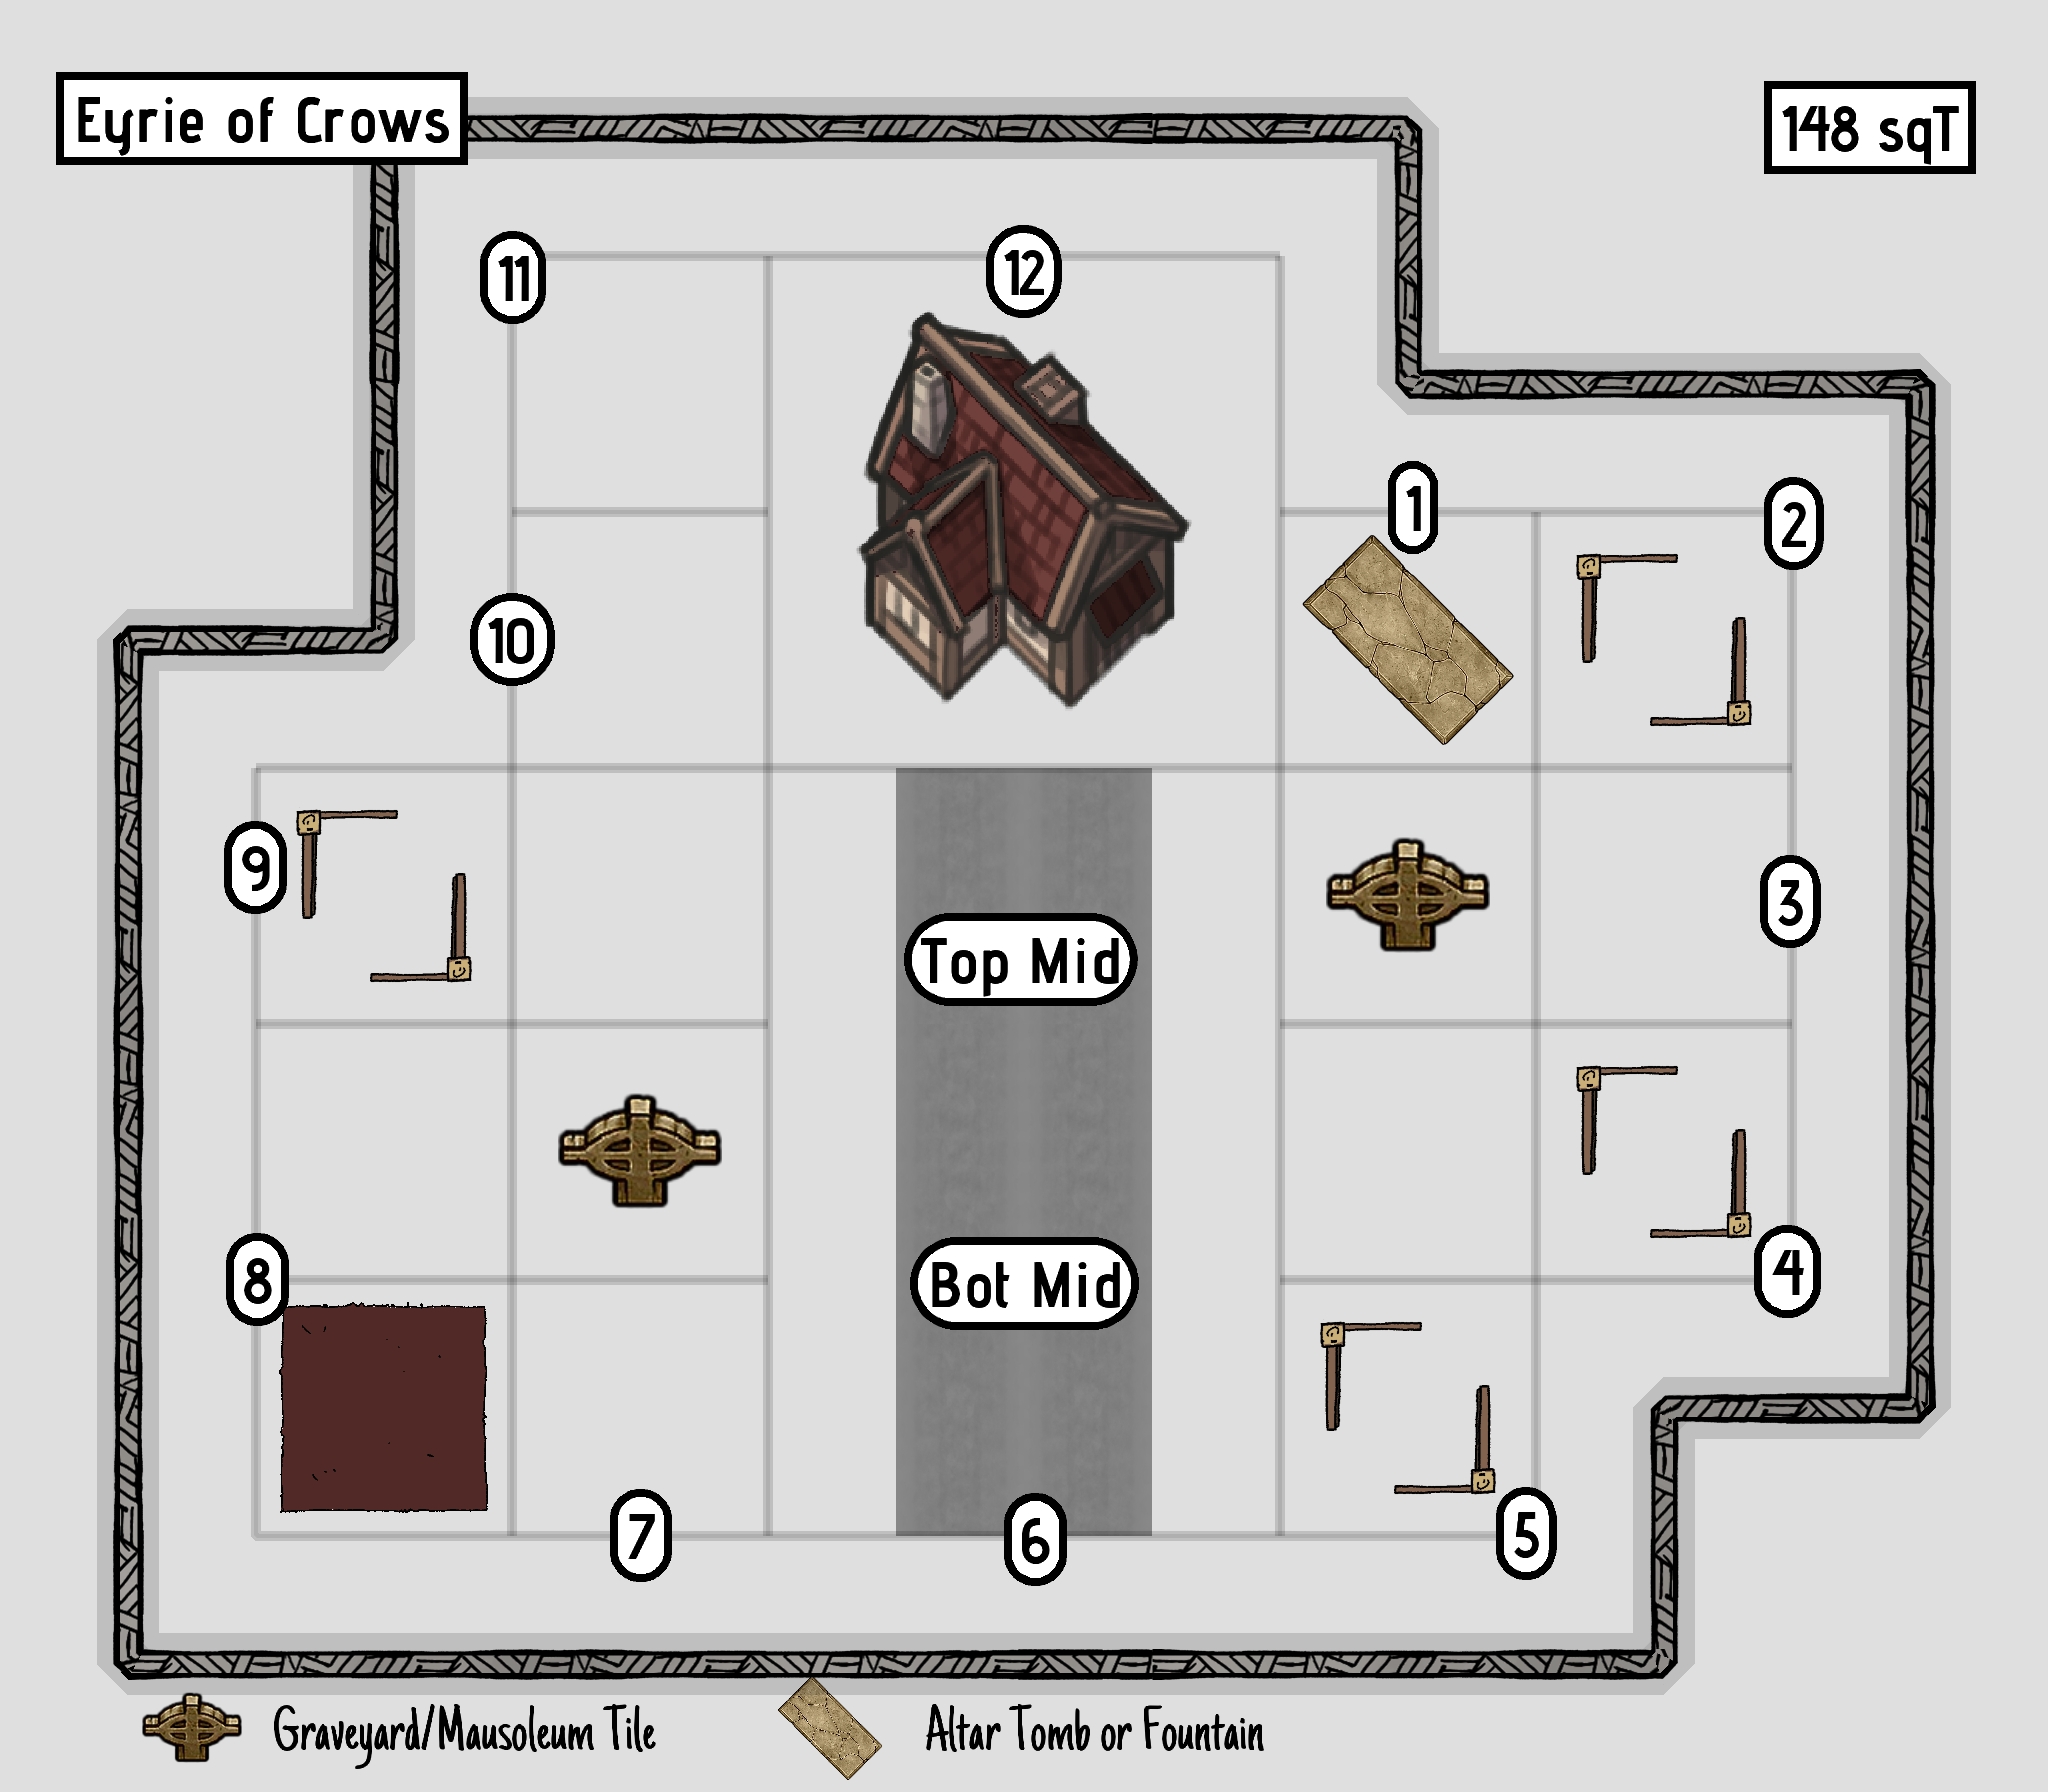 Eyrie of Crows
148 sqT
11
12
1
2
10
9
3
Top Mid
8
Bot Mid
4
7
6
5
Graveyard/Mausoleum Tile
Altar Tomb or Fountain